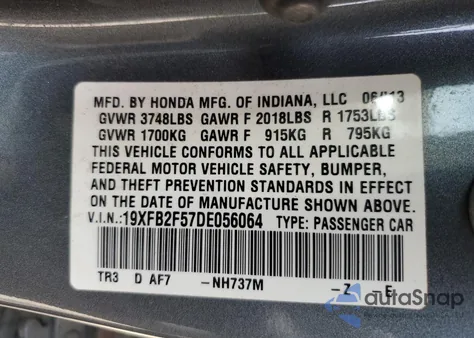 MFD. BY HONDA MFG. OF INDIANA, LLC 06/13
GVWR 3748LBS GAWR F 2018LBS R 1753LBS
GVWR 1700KG GAWR F 915KG R 795KG
THIS VEHICLE CONFORMS TO ALL APPLICABLE
FEDERAL MOTOR VEHICLE SAFETY, BUMPER,
AND THEFT PREVENTION STANDARDS IN EFFECT
ON THE DATE OF MANUFACTURE SHOWN ABOVE.
V.I.N.:19XFB2F57DE056064 TYPE: PASSENGER CAR
TR3 D AF7 -NH737M -Z E
autoSnap